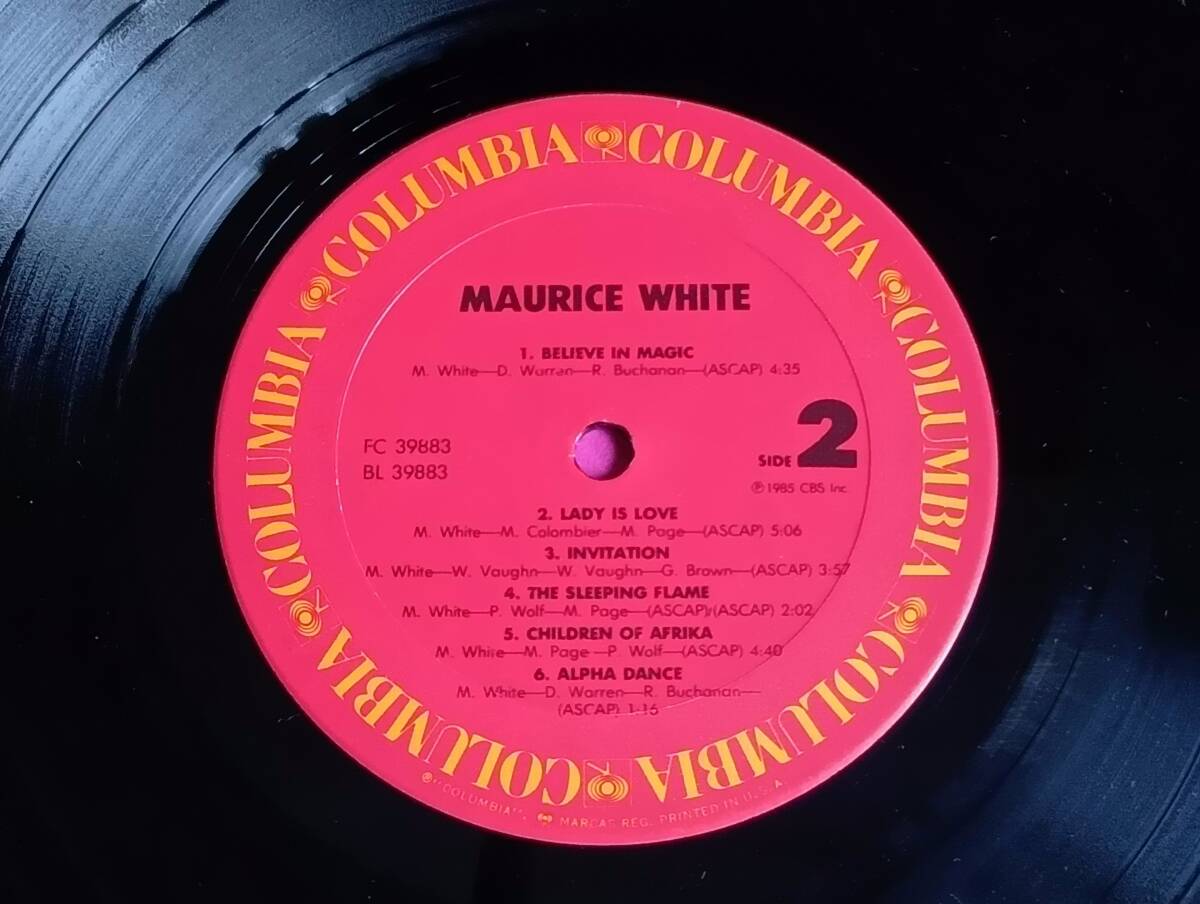 COLUMBIA COLUMBIA COLUMBIA COLUMBIA COLUMBIA COLUMBIA COLUMBIA COLUMBIA
MAURICE WHITE
1. BELIEVE IN MAGIC
M. White—D. Warren—R. Buchanan—(ASCAP) 4:35
FC 39883
BL 39883
SIDE 2
℗ 1985 CBS Inc.
2. LADY IS LOVE
M. White—M. Colombier—M. Page—(ASCAP) 5:06
3. INVITATION
M. White—W. Vaughn—W. Vaughn—G. Brown—(ASCAP) 3:57
4. THE SLEEPING FLAME
M. White—P. Wolf—M. Page—(ASCAP)/(ASCAP) 2:02
5. CHILDREN OF AFRIKA
M. White—M. Page—P. Wolf—(ASCAP) 4:40
6. ALPHA DANCE
M. White—D. Warren—R. Buchanan—
(ASCAP) 1:16
®"COLUMBIA", MARCAS REG. PRINTED IN U.S.A.